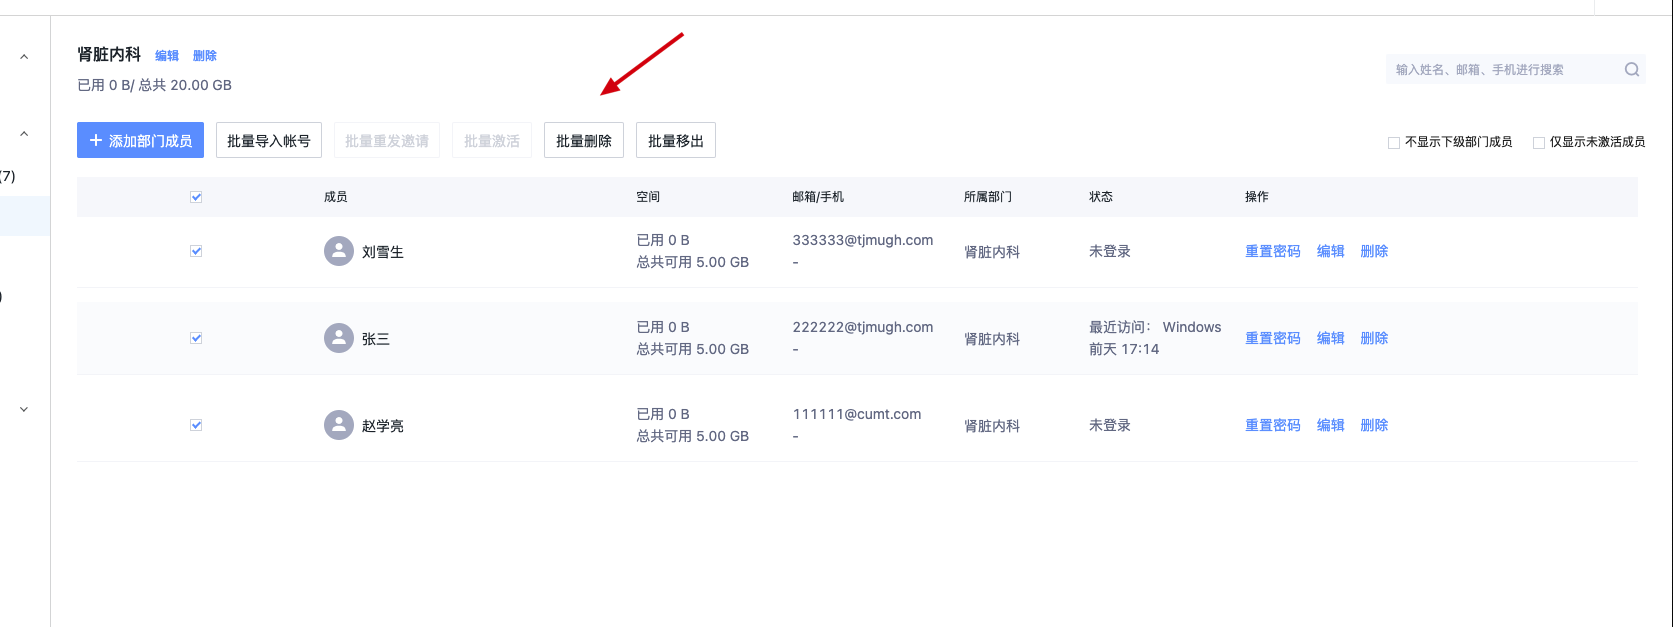 肾脏内科 编辑 删除
已用 0 B/ 总共 20.00 GB
输入姓名、邮箱、手机进行搜索
+ 添加部门成员 批量导入帐号 批量重发邀请 批量激活 批量删除 批量移出
不显示下级部门成员 仅显示未激活成员
(7)
)
成员 空间 邮箱/手机 所属部门 状态 操作
刘雪生 已用 0 B 333333@tjmugh.com 肾脏内科 未登录 重置密码 编辑 删除
总共可用 5.00 GB -
张三 已用 0 B 222222@tjmugh.com 肾脏内科 最近访问： Windows 重置密码 编辑 删除
总共可用 5.00 GB - 前天 17:14
赵学亮 已用 0 B 111111@cumt.com 肾脏内科 未登录 重置密码 编辑 删除
总共可用 5.00 GB -